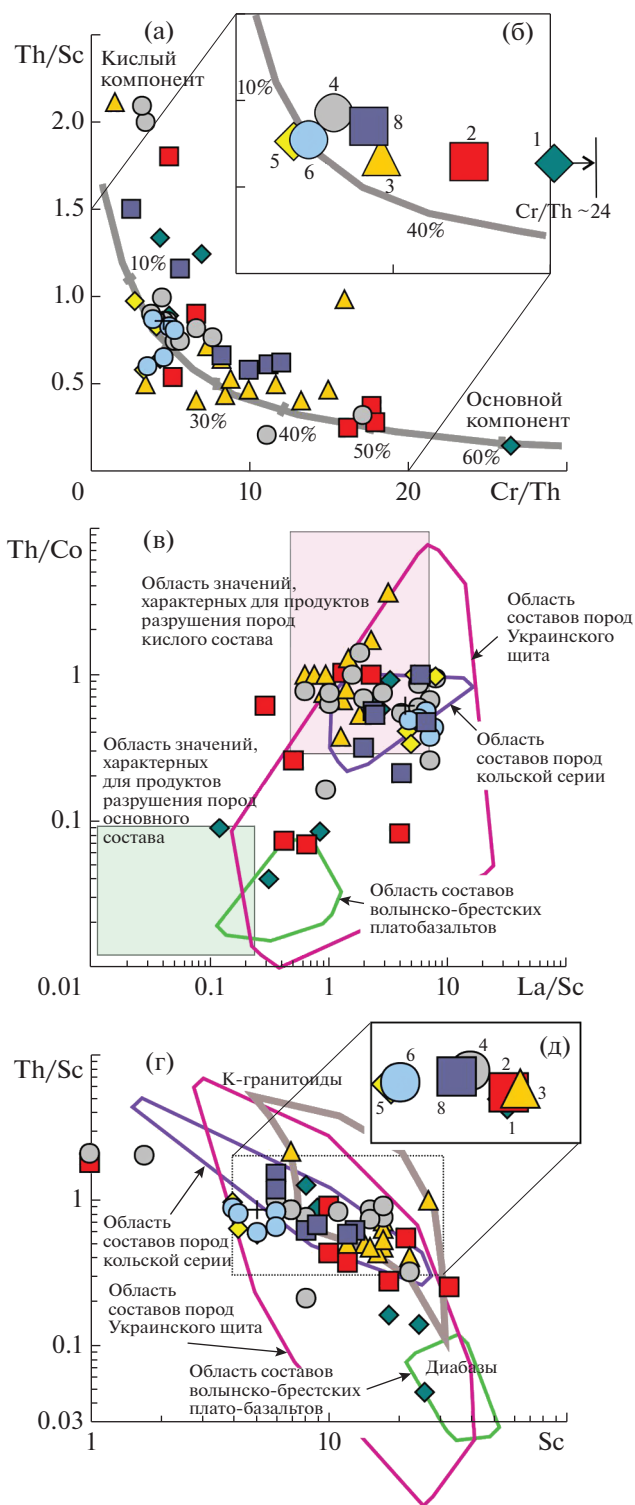 (а)
Th/Sc
Кислый
компонент
2.0
1.5
1.0
0.5
0
10
20
Cr/Th
10%
30%
40%
50%
60%
Основной
компонент
(б)
10%
4
8
5
6
3
2
1
40%
Cr/Th ~24
(в)
Th/Co
1
0.1
0.01
0.1
1
10
La/Sc
Область значений,
характерных для продуктов
разрушения пород
кислого состава
Область
составов пород
Украинского
щита
Область значений,
характерных
для продуктов
разрушения пород
основного
состава
Область
составов пород
кольской серии
Область составов
волынско-брестских
платобазальтов
(г)
Th/Sc
1
0.1
0.03
1
10
Sc
К-гранитоиды
Область
составов пород
кольской серии
Область
составов пород
Украинского щита
Область составов
волынско-брестских
плато-базальтов
Диабазы
(д)
6
5
8
4
2
3
1